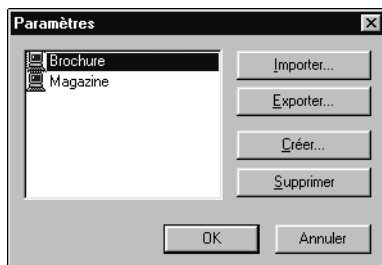 Paramètres
Brochure
Magazine
Importer...
Exporter...
Créer...
Supprimer
OK
Annuler